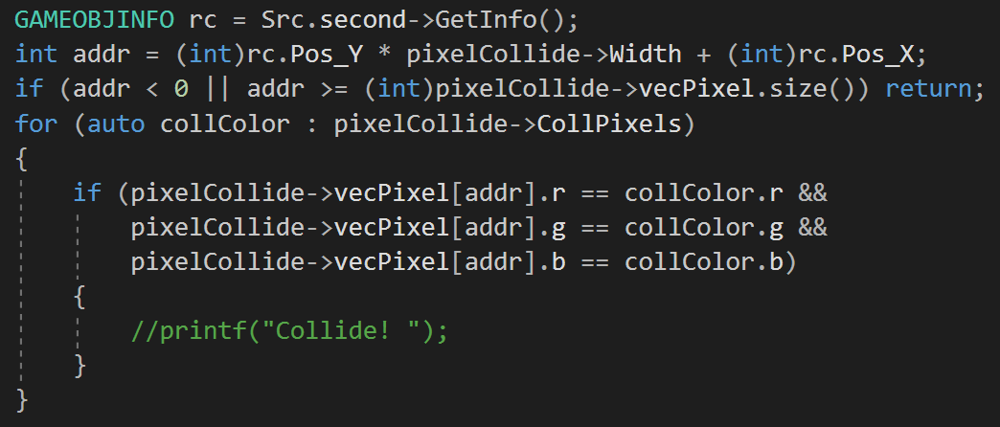 GAMEOBJINFO rc = Src.second->GetInfo();
int addr = (int)rc.Pos_Y * pixelCollide->Width + (int)rc.Pos_X;
if (addr < 0 || addr >= (int)pixelCollide->vecPixel.size()) return;
for (auto collColor : pixelCollide->CollPixels)
{
    if (pixelCollide->vecPixel[addr].r == collColor.r &&
        pixelCollide->vecPixel[addr].g == collColor.g &&
        pixelCollide->vecPixel[addr].b == collColor.b)
    {
        //printf("Collide! ");
    }
}